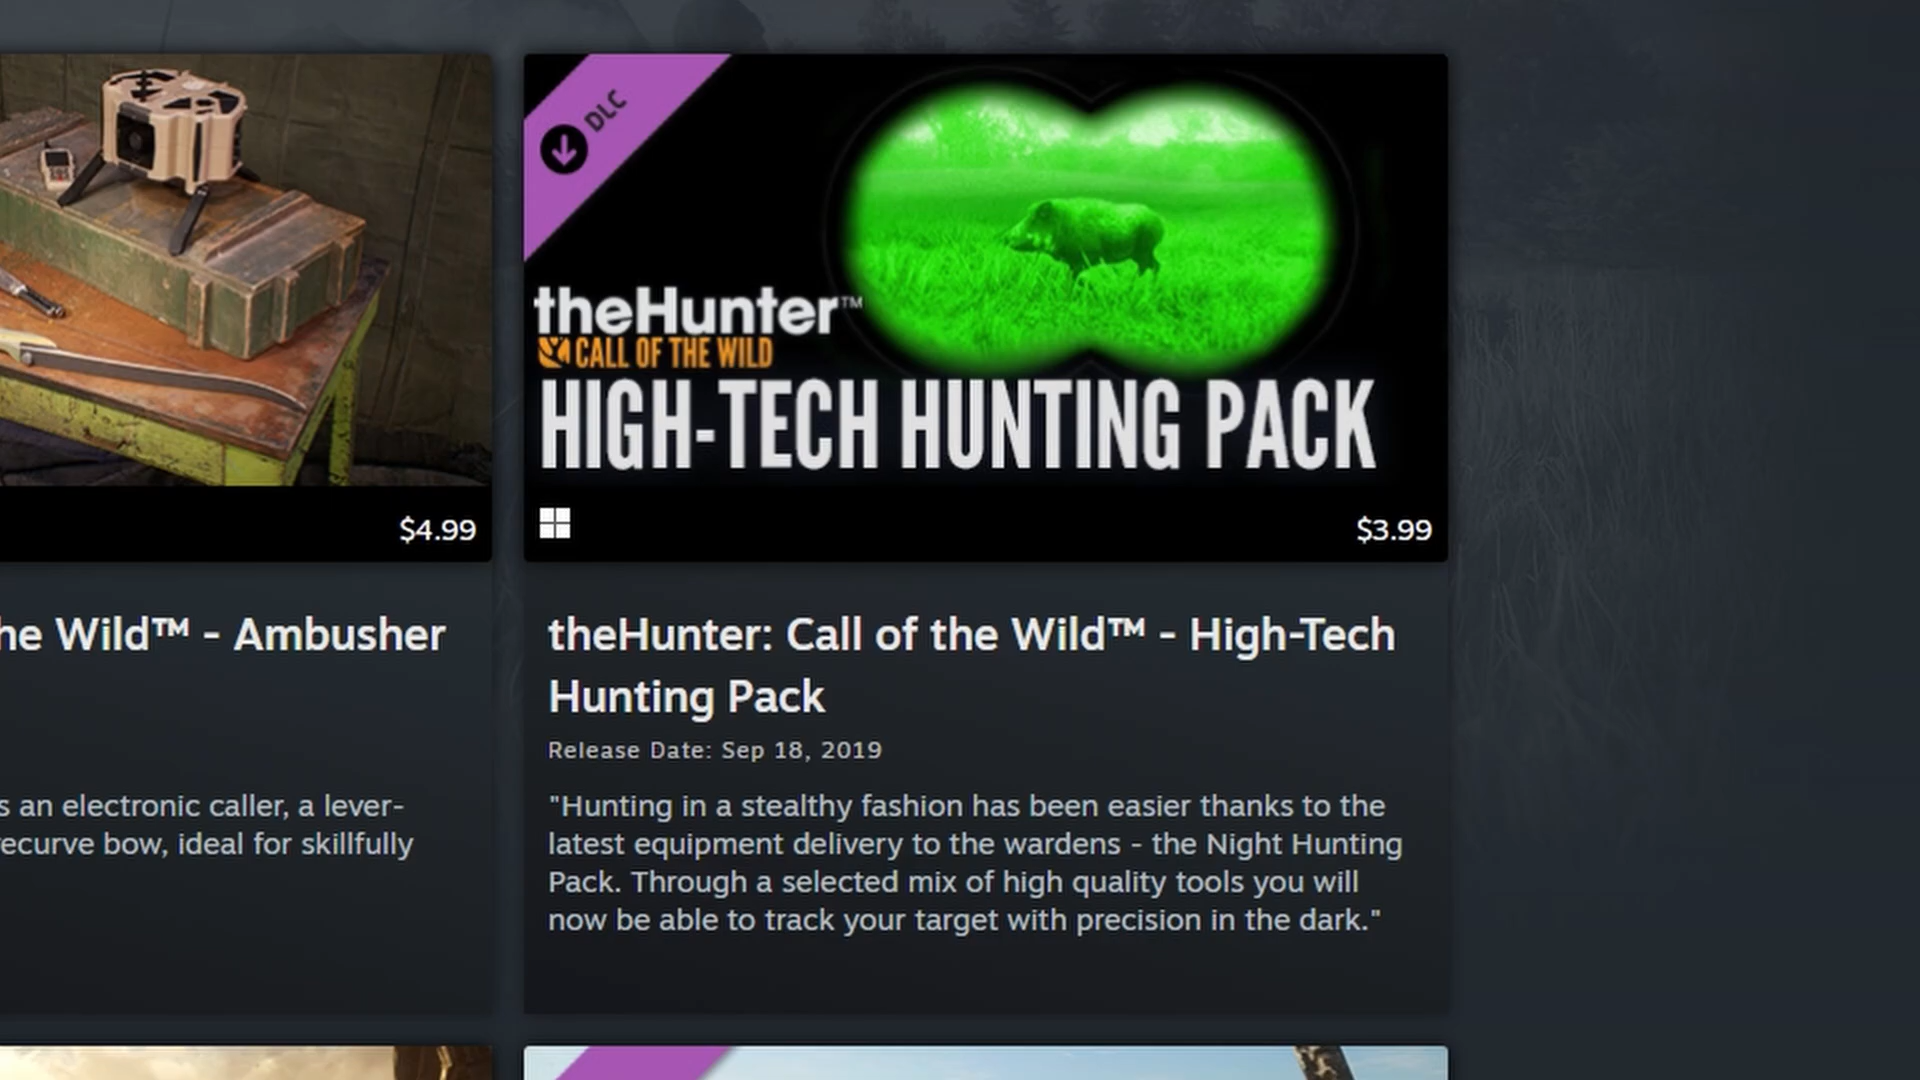 DLC
theHunter™
CALL OF THE WILD
HIGH-TECH HUNTING PACK
$4.99
$3.99
he Wild™ - Ambusher
theHunter: Call of the Wild™ - High-Tech
Hunting Pack
Release Date: Sep 18, 2019
s an electronic caller, a lever-
ecurve bow, ideal for skillfully
"Hunting in a stealthy fashion has been easier thanks to the
latest equipment delivery to the wardens - the Night Hunting
Pack. Through a selected mix of high quality tools you will
now be able to track your target with precision in the dark."